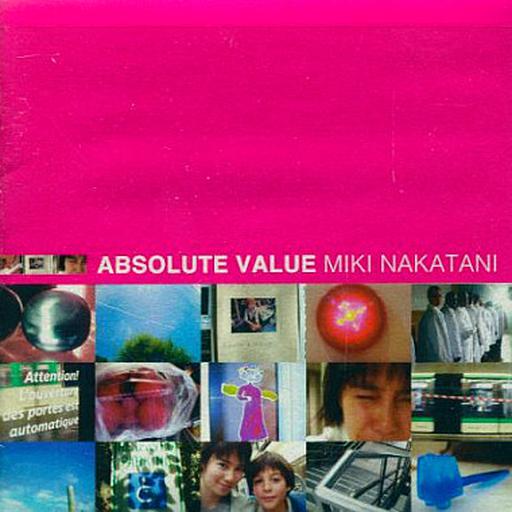 ABSOLUTE VALUE MIKI NAKATANI
Attention!
L'ouverture
des portes est
automatique